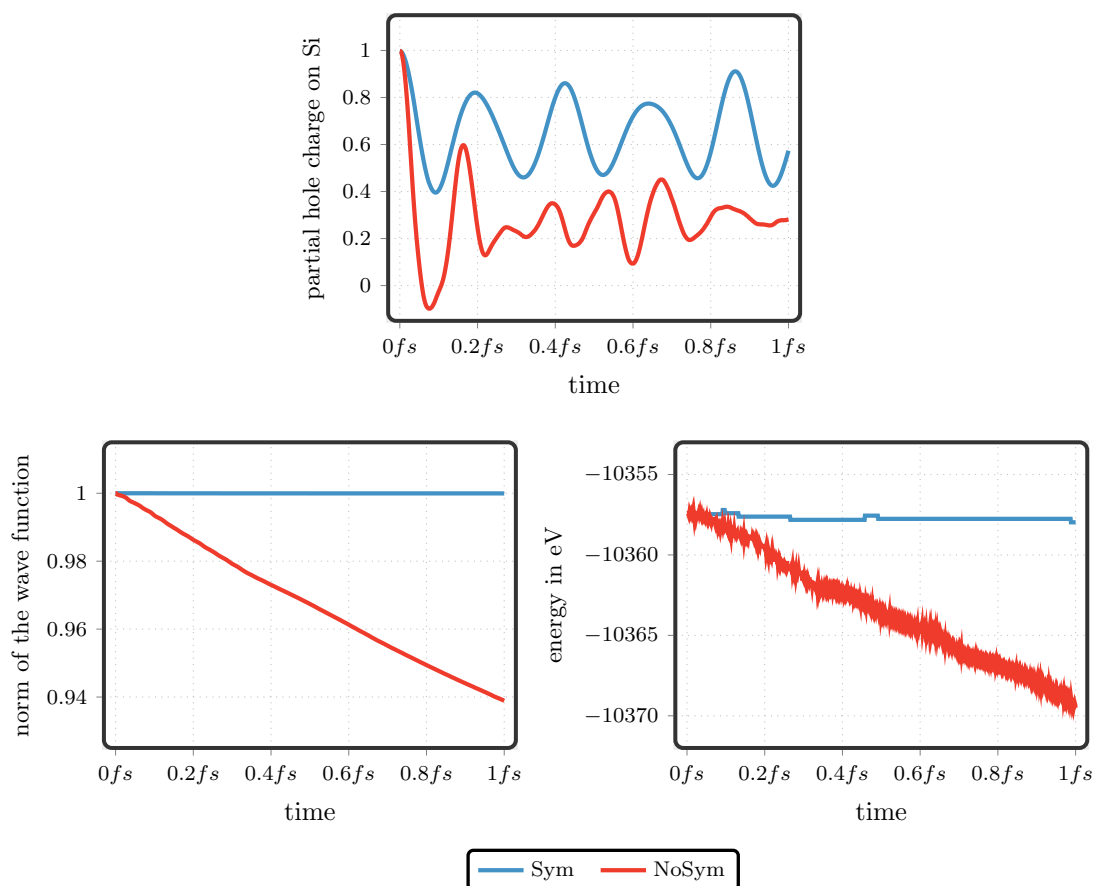 partial hole charge on Si
1
0.8
0.6
0.4
0.2
0
0fs 0.2fs 0.4fs 0.6fs 0.8fs 1fs
time
norm of the wave function
1
0.98
0.96
0.94
0fs 0.2fs 0.4fs 0.6fs 0.8fs 1fs
time
energy in eV
−10355
−10360
−10365
−10370
0fs 0.2fs 0.4fs 0.6fs 0.8fs 1fs
time
Sym NoSym